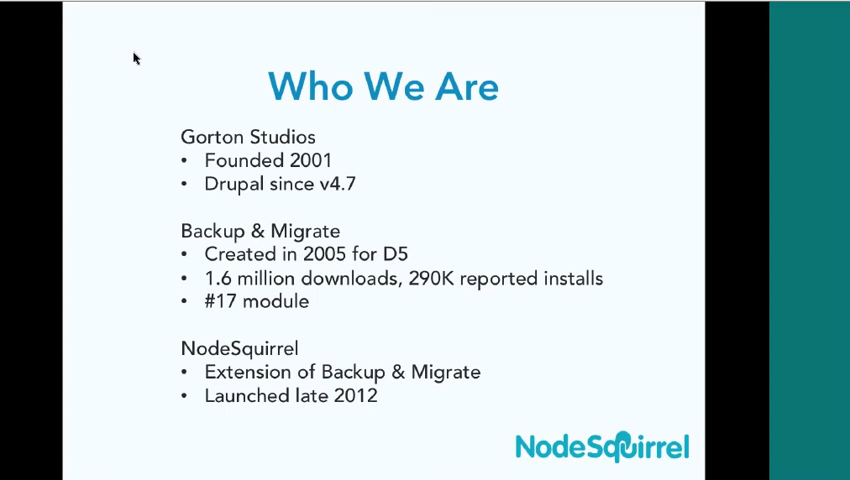 Who We Are
Gorton Studios
• Founded 2001
• Drupal since v4.7
Backup & Migrate
• Created in 2005 for D5
• 1.6 million downloads, 290K reported installs
• #17 module
NodeSquirrel
• Extension of Backup & Migrate
• Launched late 2012
NodeSquirrel